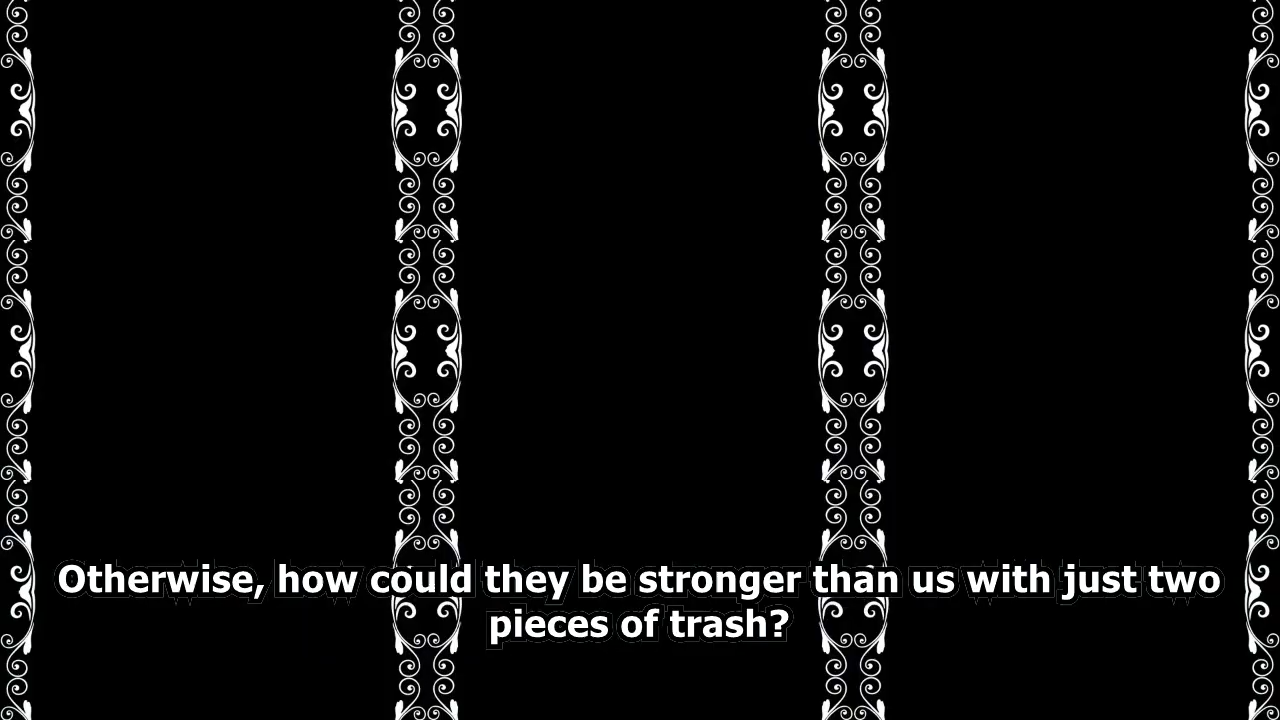 Otherwise, how could they be stronger than us with just two
pieces of trash?